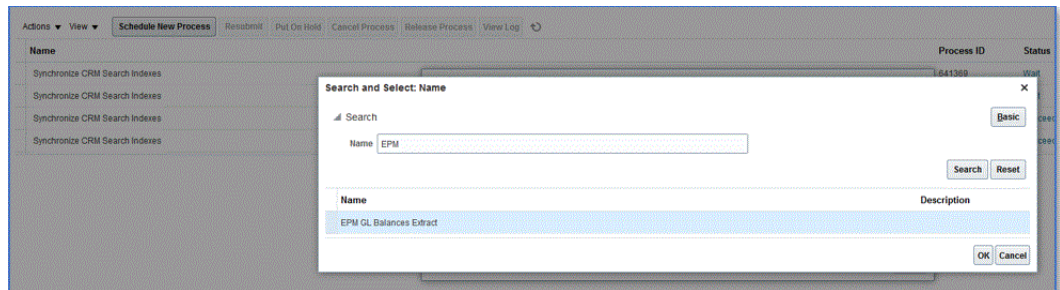 Actions View Schedule New Process Resubmit Put On Hold Cancel Process Release Process View Log
Name Process ID Status
Synchronize CRM Search Indexes 641369 Wait
Synchronize CRM Search Indexes
Synchronize CRM Search Indexes
Synchronize CRM Search Indexes
Search and Select: Name
Search Basic
Name EPM
Search Reset
Name Description
EPM GL Balances Extract
OK Cancel